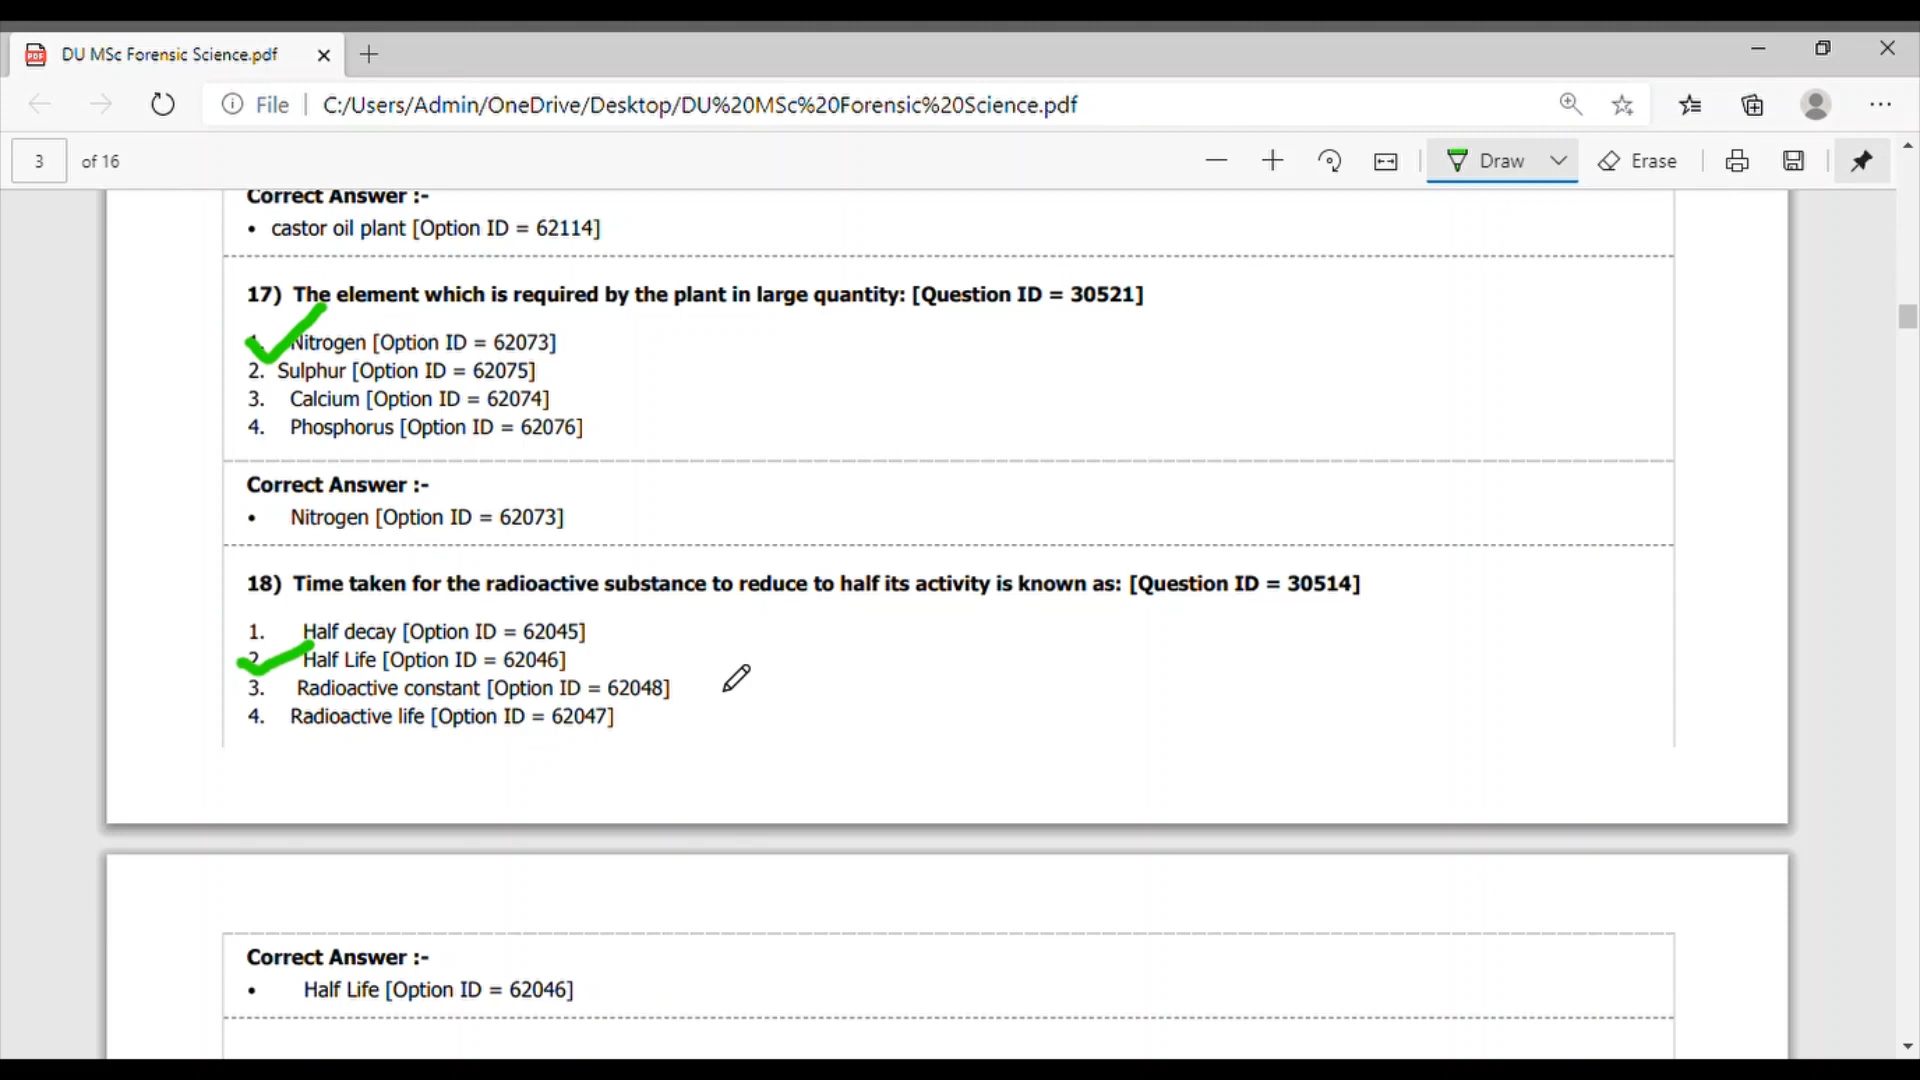 DU MSc Forensic Science.pdf
File
C:/Users/Admin/OneDrive/Desktop/DU%20MSc%20Forensic%20Science.pdf
3 of 16
Draw
Erase
Correct Answer :-
• castor oil plant [Option ID = 62114]
17) The element which is required by the plant in large quantity: [Question ID = 30521]
1. Nitrogen [Option ID = 62073]
2. Sulphur [Option ID = 62075]
3. Calcium [Option ID = 62074]
4. Phosphorus [Option ID = 62076]
Correct Answer :-
• Nitrogen [Option ID = 62073]
18) Time taken for the radioactive substance to reduce to half its activity is known as: [Question ID = 30514]
1. Half decay [Option ID = 62045]
2. Half Life [Option ID = 62046]
3. Radioactive constant [Option ID = 62048]
4. Radioactive life [Option ID = 62047]
Correct Answer :-
• Half Life [Option ID = 62046]